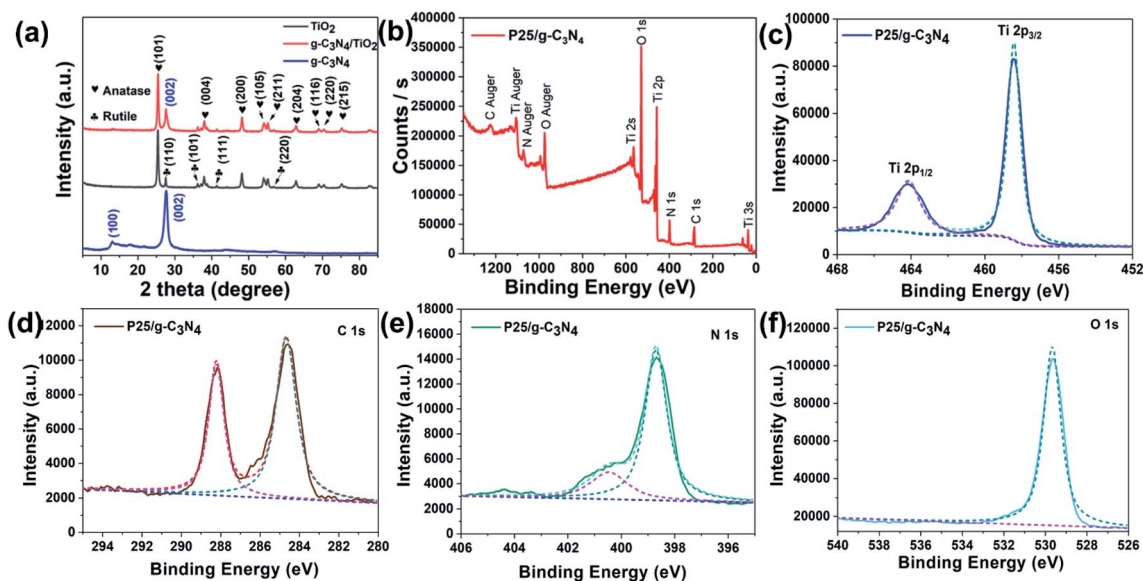 (a)
TiO₂
g-C₃N₄/TiO₂
g-C₃N₄
♥ Anatase
♣ Rutile
(101)
(002)
(004)
(200)
(105)
(211)
(204)
(116)
(220)
(215)
(110)
(101)
(111)
(220)
(100)
(002)
5 10 20 30 40 50 60 70 80
2 theta (degree)
Intensity (a.u.)
(b)
P25/g-C₃N₄
400000
350000
300000
250000
200000
150000
100000
50000
0
C Auger
Ti Auger
N Auger
O Auger
Ti 2s
O 1s
Ti 2p
N 1s
C 1s
Ti 3s
1200 1000 800 600 400 200 0
Binding Energy (eV)
Counts / s
(c)
P25/g-C₃N₄
Ti 2p₃/₂
Ti 2p₁/₂
100000
80000
60000
40000
20000
0
468 464 460 456 452
Binding Energy (eV)
Intensity (a.u.)
(d)
P25/g-C₃N₄
C 1s
12000
10000
8000
6000
4000
2000
0
295 292 289 286 283 280
Binding Energy (eV)
Intensity (a.u.)
(e)
P25/g-C₃N₄
N 1s
16000
14000
12000
10000
8000
6000
4000
2000
0
406 404 402 400 398 396
Binding Energy (eV)
Intensity (a.u.)
(f)
P25/g-C₃N₄
O 1s
120000
100000
80000
60000
40000
20000
540 538 536 534 532 530 528 526
Binding Energy (eV)
Intensity (a.u.)